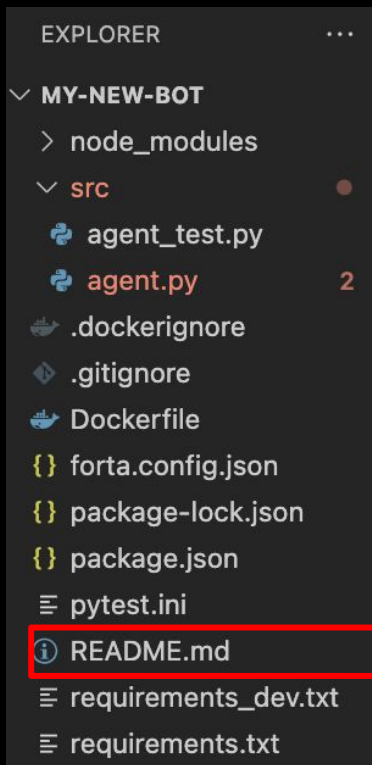 EXPLORER ...
MY-NEW-BOT
node_modules
src
agent_test.py
agent.py 2
.dockerignore
.gitignore
Dockerfile
{} forta.config.json
{} package-lock.json
{} package.json
pytest.ini
README.md
requirements_dev.txt
requirements.txt